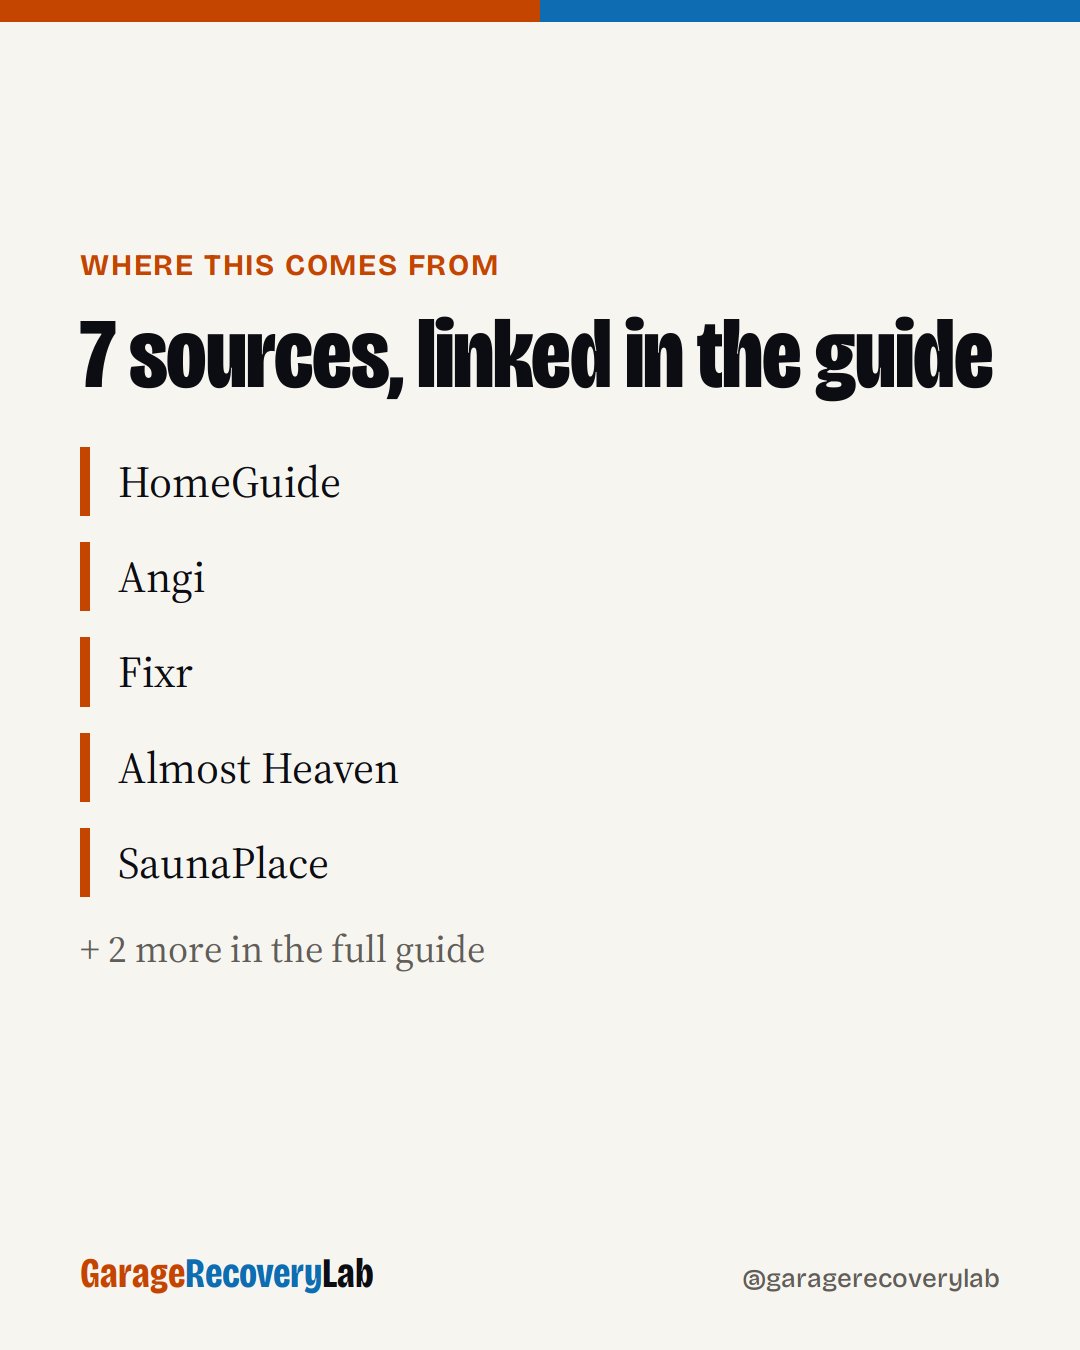 WHERE THIS COMES FROM
7 sources, linked in the guide
HomeGuide
Angi
Fixr
Almost Heaven
SaunaPlace
+ 2 more in the full guide
GarageRecoveryLab
@garagerecoverylab